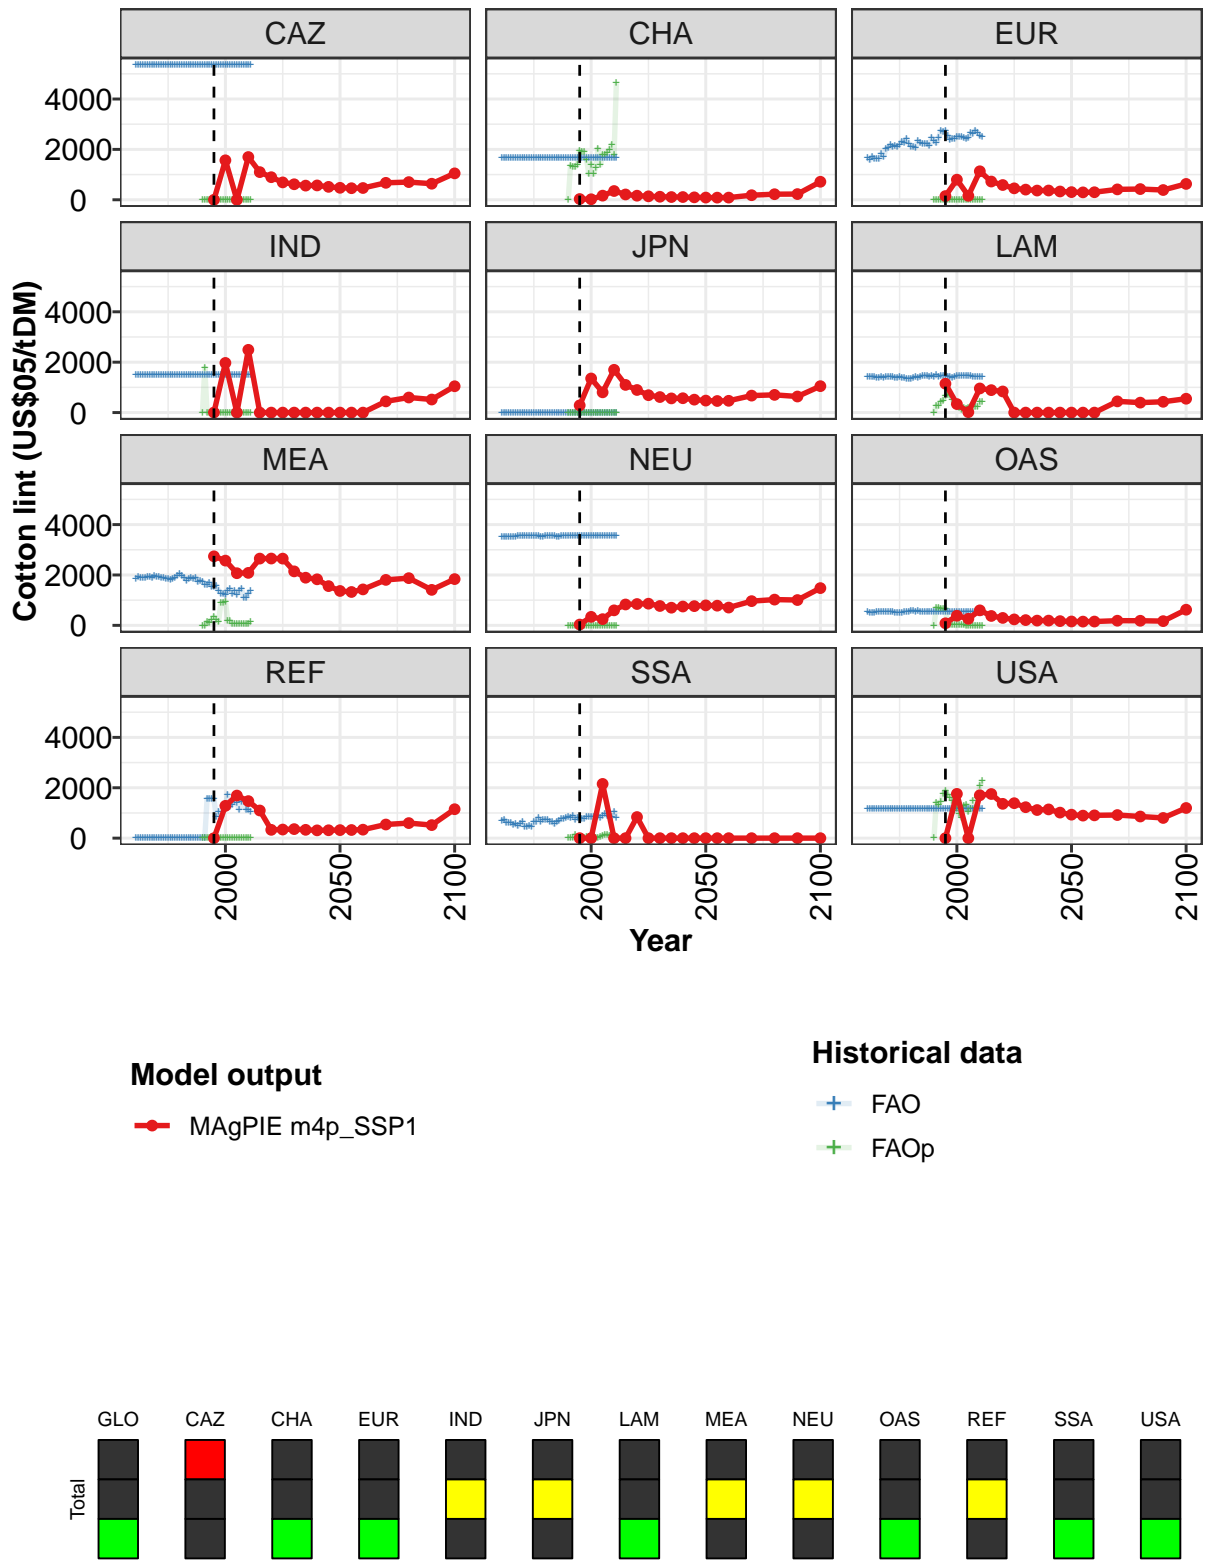 CAZ CHA EUR
4000
2000
0
IND JPN LAM
4000
2000
0
MEA NEU OAS
4000
2000
0
REF SSA USA
4000
2000
0
Cotton lint (US$05/tDM)
2000 2050 2100 2000 2050 2100 2000 2050 2100
Year
Model output
MAgPIE m4p_SSP1
Historical data
FAO
FAOp
GLO CAZ CHA EUR IND JPN LAM MEA NEU OAS REF SSA USA
Total